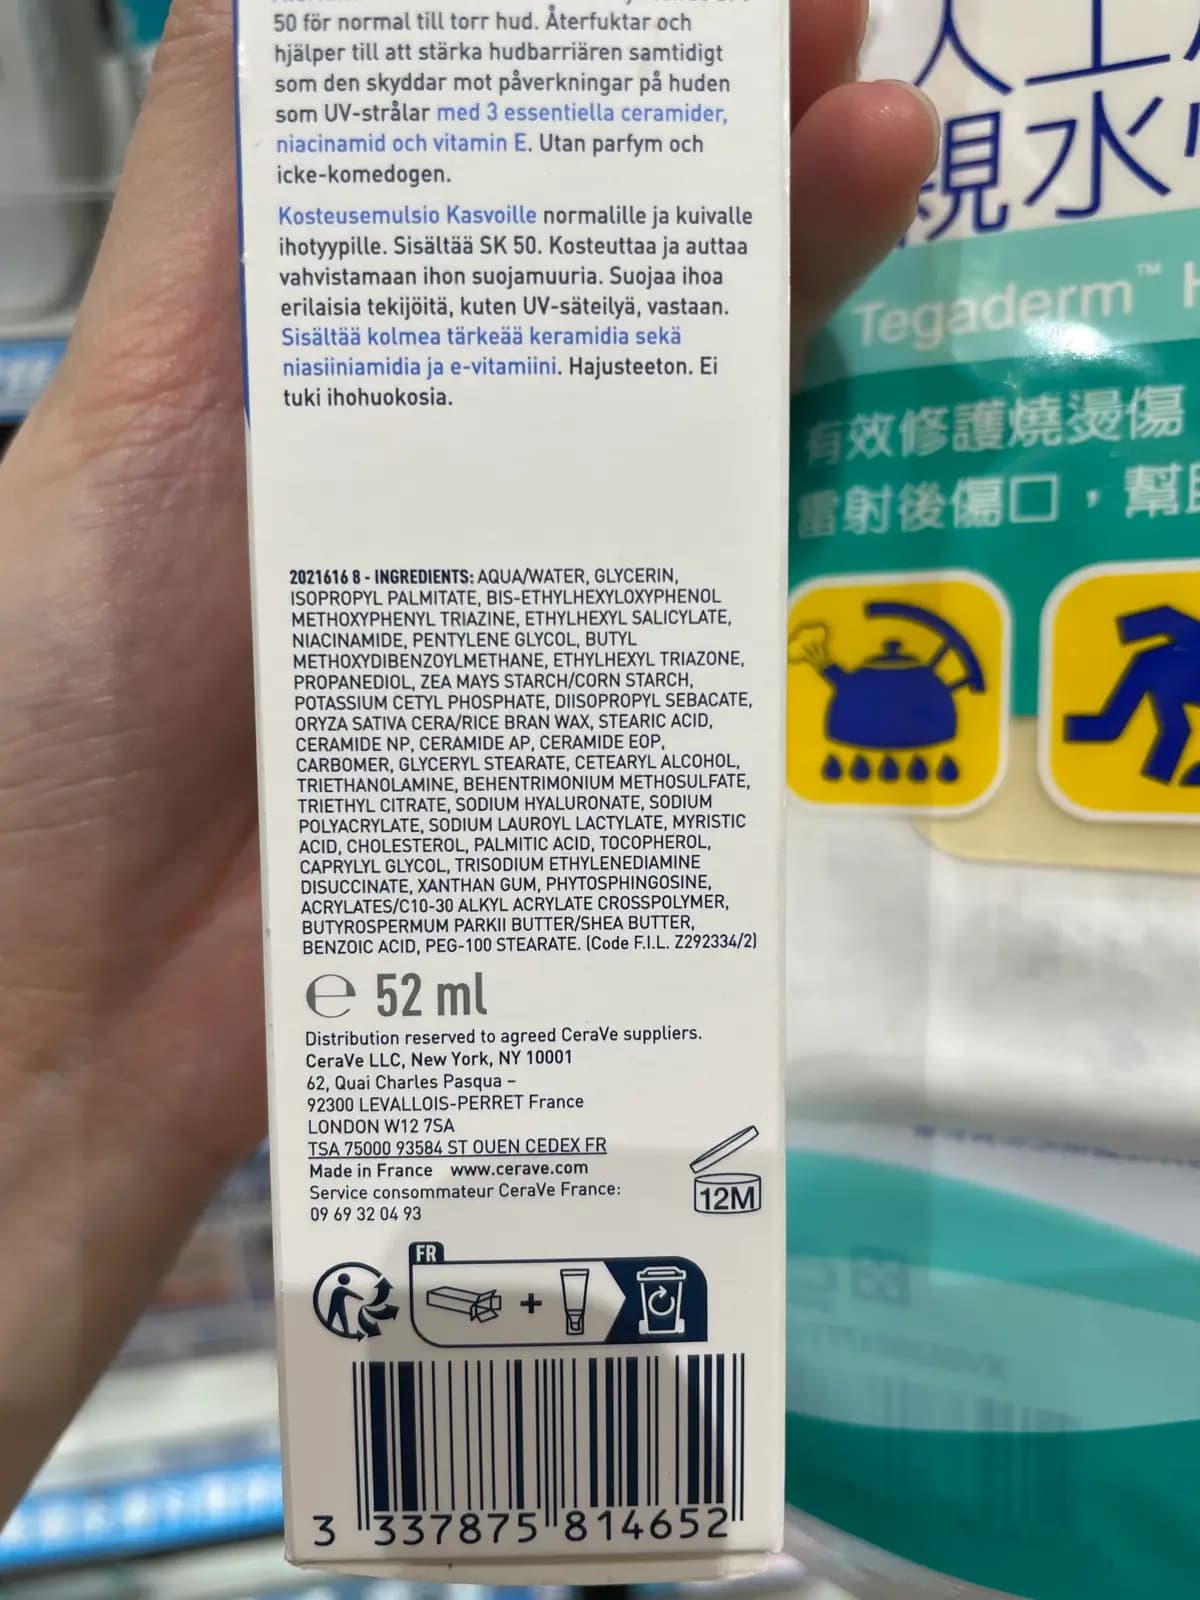 50 för normal till torr hud. Återfuktar och
hjälper till att stärka hudbarriären samtidigt
som den skyddar mot påverkningar på huden
som UV-strålar med 3 essentiella ceramider,
niacinamid och vitamin E. Utan parfym och
icke-komedogen.
Kosteusemulsio Kasvoille normalille ja kuivalle
ihotyypille. Sisältää SK 50. Kosteuttaa ja auttaa
vahvistamaan ihon suojamuuria. Suojaa ihoa
erilaisia tekijöitä, kuten UV-säteilyä, vastaan.
Sisältää kolmea tärkeää keramidia sekä
niasiiniamidia ja e-vitamiini. Hajusteeton. Ei
tuki ihohuokosia.
2021616 8 - INGREDIENTS: AQUA/WATER, GLYCERIN,
ISOPROPYL PALMITATE, BIS-ETHYLHEXYLOXYPHENOL
METHOXYPHENYL TRIAZINE, ETHYLHEXYL SALICYLATE,
NIACINAMIDE, PENTYLENE GLYCOL, BUTYL
METHOXYDIBENZOYLMETHANE, ETHYLHEXYL TRIAZONE,
PROPANEDIOL, ZEA MAYS STARCH/CORN STARCH,
POTASSIUM CETYL PHOSPHATE, DIISOPROPYL SEBACATE,
ORYZA SATIVA CERA/RICE BRAN WAX, STEARIC ACID,
CERAMIDE NP, CERAMIDE AP, CERAMIDE EOP,
CARBOMER, GLYCERYL STEARATE, CETEARYL ALCOHOL,
TRIETHANOLAMINE, BEHENTRIMONIUM METHOSULFATE,
TRIETHYL CITRATE, SODIUM HYALURONATE, SODIUM
POLYACRYLATE, SODIUM LAUROYL LACTYLATE, MYRISTIC
ACID, CHOLESTEROL, PALMITIC ACID, TOCOPHEROL,
CAPRYLYL GLYCOL, TRISODIUM ETHYLENEDIAMINE
DISUCCINATE, XANTHAN GUM, PHYTOSPHINGOSINE,
ACRYLATES/C10-30 ALKYL ACRYLATE CROSSPOLYMER,
BUTYROSPERMUM PARKII BUTTER/SHEA BUTTER,
BENZOIC ACID, PEG-100 STEARATE. (Code F.I.L. Z292334/2)
℮ 52 ml
Distribution reserved to agreed CeraVe suppliers.
CeraVe LLC, New York, NY 10001
62, Quai Charles Pasqua –
92300 LEVALLOIS-PERRET France
LONDON W12 7SA
TSA 75000 93584 ST OUEN CEDEX FR
Made in France www.cerave.com
Service consommateur CeraVe France:
09 69 32 04 93
12M
FR
+
3 337875 814652
人工
親水
Tegaderm™ H
有效修護燒燙傷
雷射後傷口，幫助